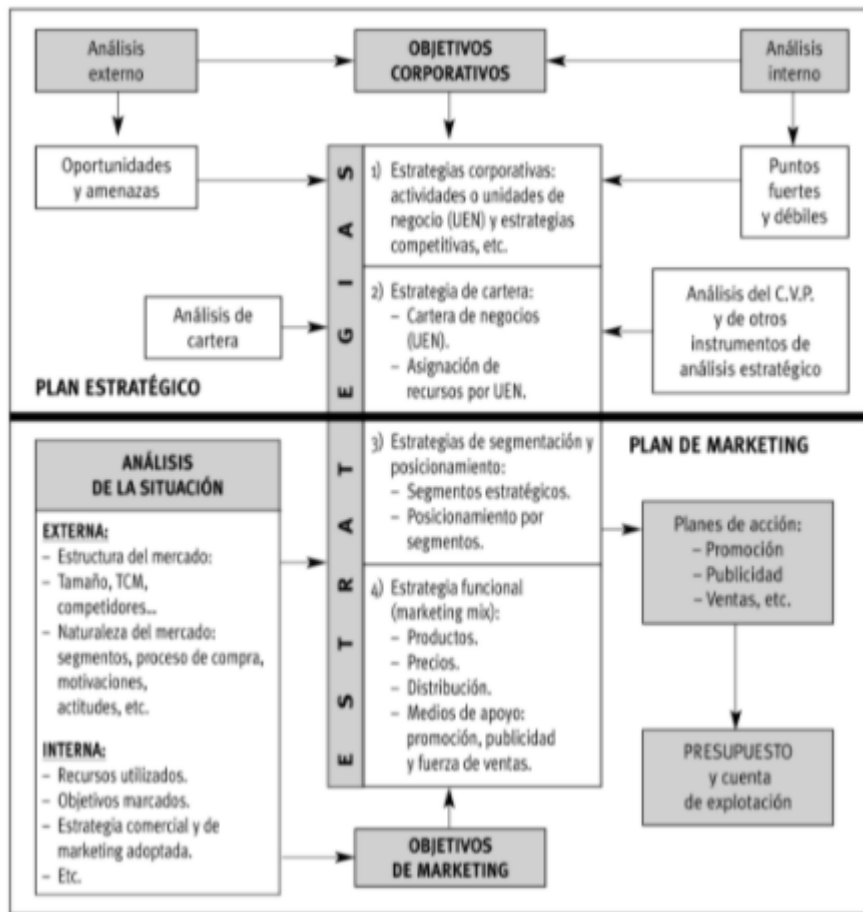 Análisis
externo
OBJETIVOS
CORPORATIVOS
Análisis
interno
Oportunidades
y amenazas
ESTRATEGIAS
1) Estrategias corporativas:
actividades o unidades de
negocio (UEN) y estrategias
competitivas, etc.
Puntos
fuertes
y débiles
Análisis de
cartera
2) Estrategia de cartera:
– Cartera de negocios
(UEN).
– Asignación de
recursos por UEN.
Análisis del C.V.P.
y de otros
instrumentos de
análisis estratégico
PLAN ESTRATÉGICO
PLAN DE MARKETING
ANÁLISIS
DE LA SITUACIÓN
EXTERNA:
– Estructura del mercado:
– Tamaño, TCM,
competidores...
– Naturaleza del mercado:
segmentos, proceso de compra,
motivaciones,
actitudes, etc.
INTERNA:
– Recursos utilizados.
– Objetivos marcados.
– Estrategia comercial y de
marketing adoptada.
– Etc.
3) Estrategias de segmentación y
posicionamiento:
– Segmentos estratégicos.
– Posicionamiento por
segmentos.
4) Estrategia funcional
(marketing mix):
– Productos.
– Precios.
– Distribución.
– Medios de apoyo:
promoción, publicidad
y fuerza de ventas.
Planes de acción:
– Promoción
– Publicidad
– Ventas, etc.
PRESUPUESTO
y cuenta
de explotación
OBJETIVOS
DE MARKETING